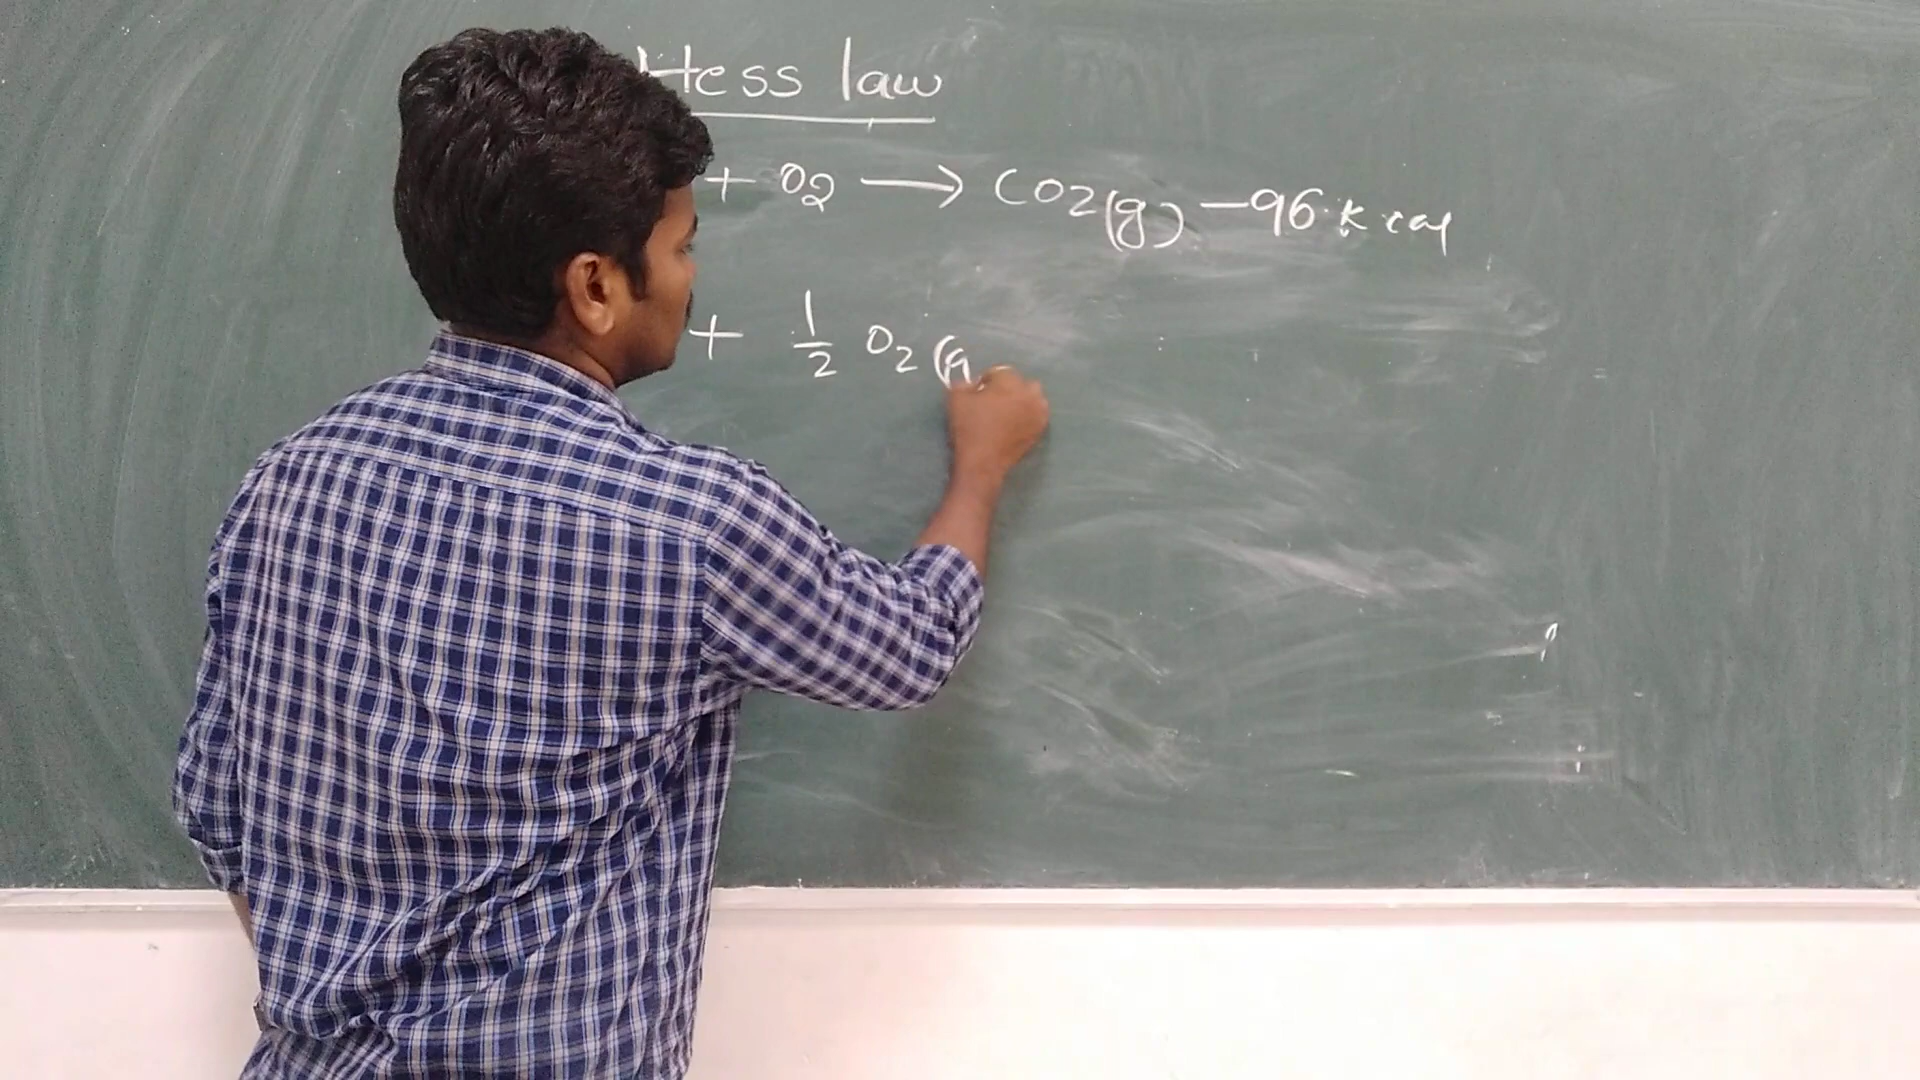 Hess law
+ O2 → CO2(g) -96 kcal
+ 1/2 O2 (g